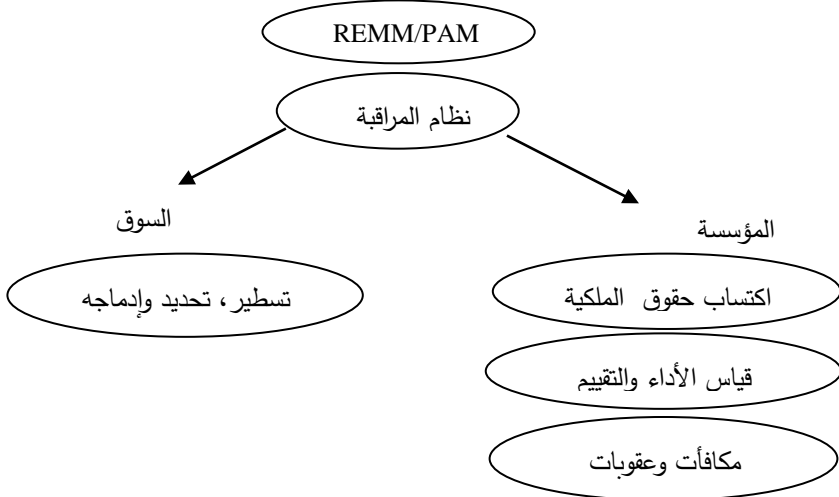 REMM/PAM
نظام المراقبة
المؤسسة
السوق
اكتساب حقوق الملكية
تسطير، تحديد وإدماجه
قياس الأداء والتقييم
مكافأت وعقوبات